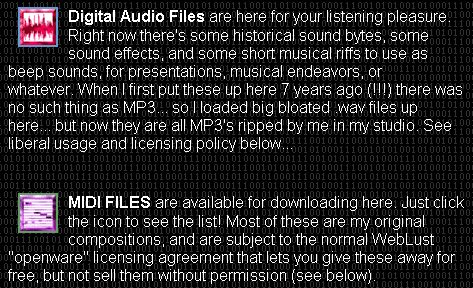 Digital Audio Files are here for your listening pleasure.
Right now there's some historical sound bytes, some
sound effects, and some short musical riffs to use as
beep sounds, for presentations, musical endeavors, or
whatever. When I first put these up here 7 years ago (!!!) there was
no such thing as MP3... so I loaded big bloated .wav files up
here... but now they are all MP3's ripped by me in my studio. See
liberal usage and licensing policy below...
MIDI FILES are available for downloading here. Just click
the icon to see the list! Most of these are my original
compositions, and are subject to the normal WebLust
"openware" licensing agreement that lets you give these away for
free, but not sell them without permission (see below).